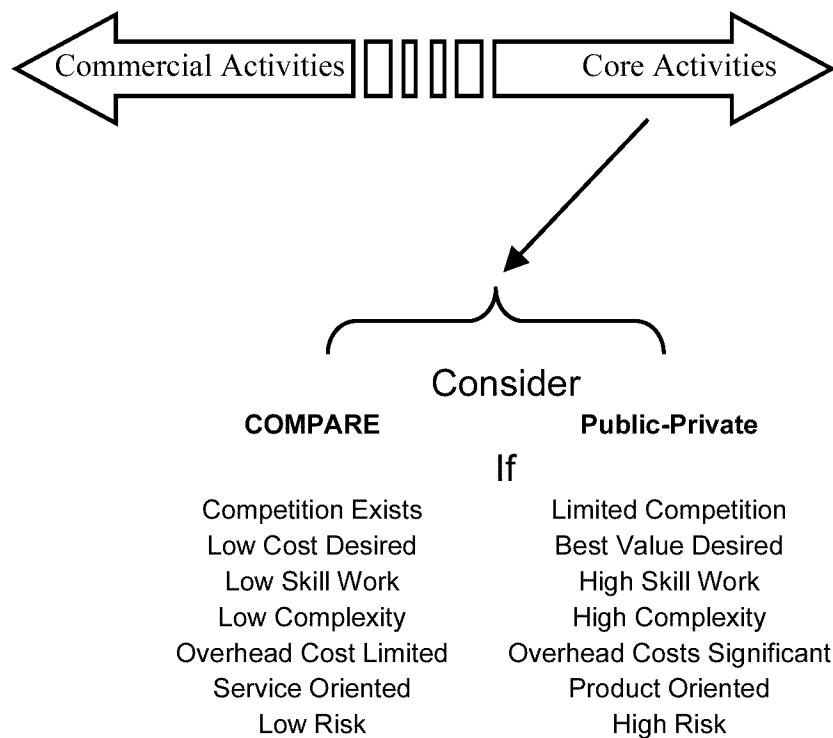 Commercial Activities Core Activities
Consider
COMPARE Public-Private
If
Competition Exists Limited Competition
Low Cost Desired Best Value Desired
Low Skill Work High Skill Work
Low Complexity High Complexity
Overhead Cost Limited Overhead Costs Significant
Service Oriented Product Oriented
Low Risk High Risk